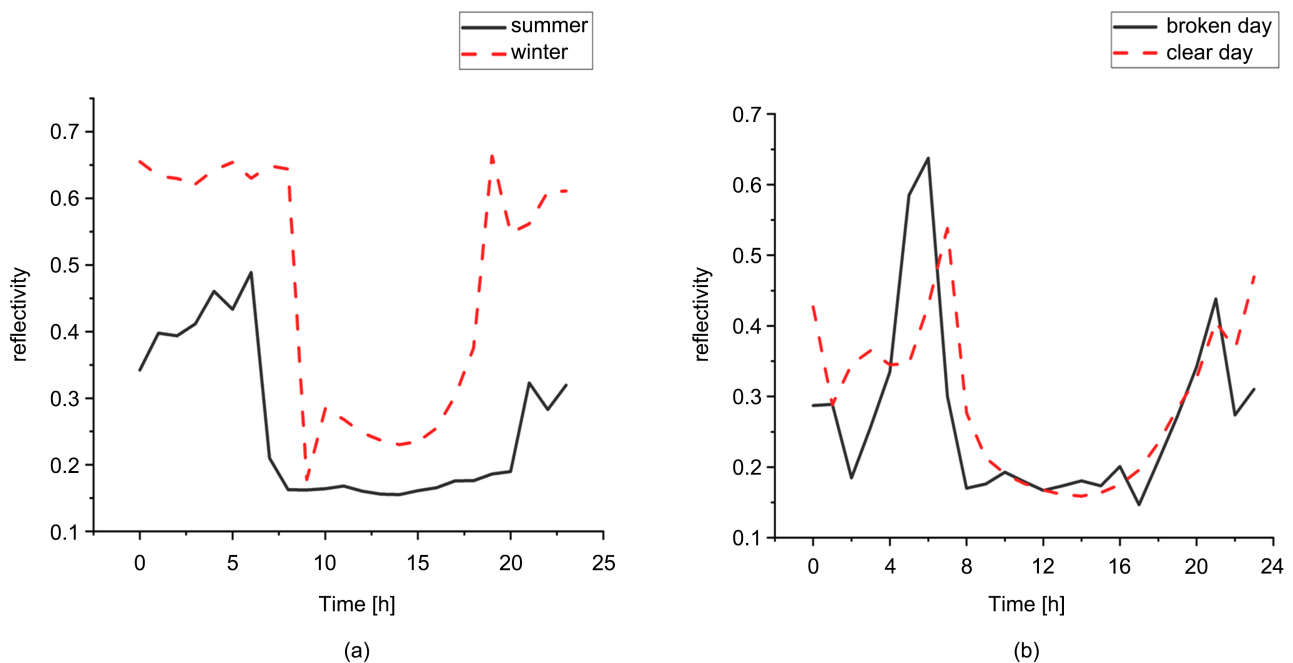 summer
winter
0.7
0.6
0.5
0.4
0.3
0.2
0.1
reflectivity
0 5 10 15 20 25
Time [h]
(a)
broken day
clear day
0.7
0.6
0.5
0.4
0.3
0.2
0.1
reflectivity
0 4 8 12 16 20 24
Time [h]
(b)